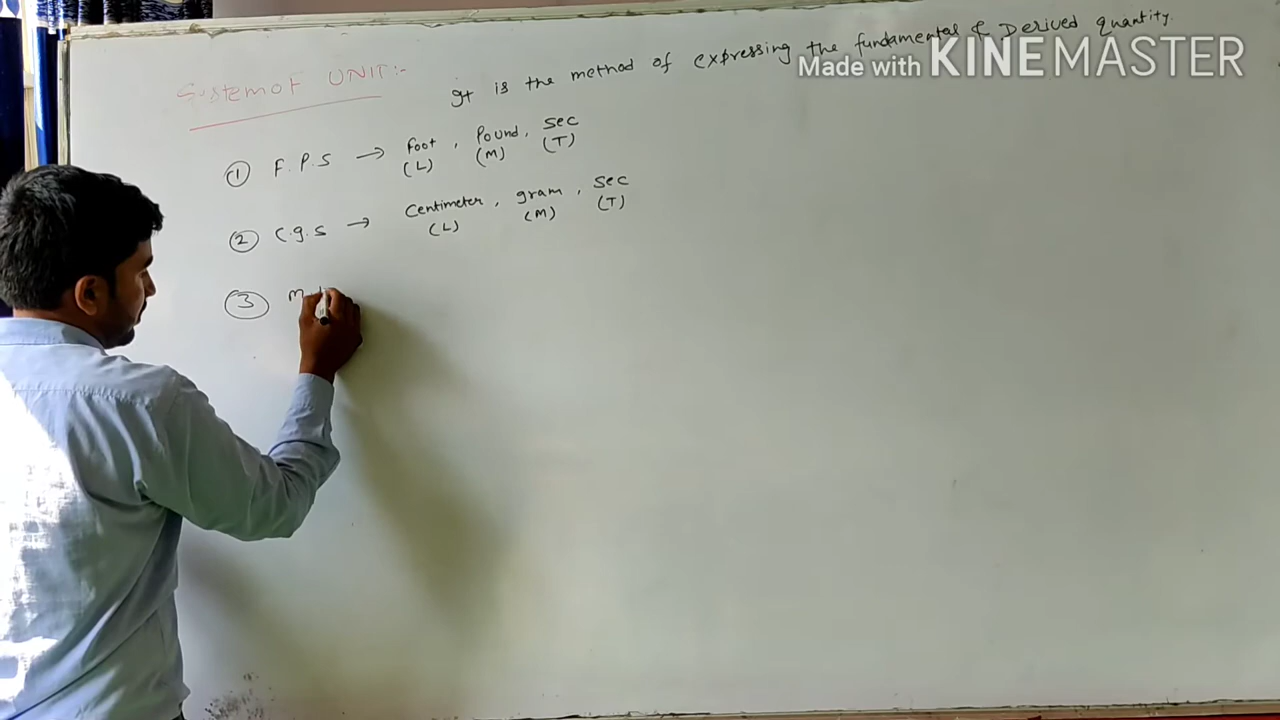 System of UNIT:-
It is the method of expressing the fundamental & Derived quantity.
Made with KINEMASTER
① F.P.S → Foot, Pound, Sec
(L) (M) (T)
② C.g.s → Centimeter, gram, Sec
(L) (M) (T)
③ M